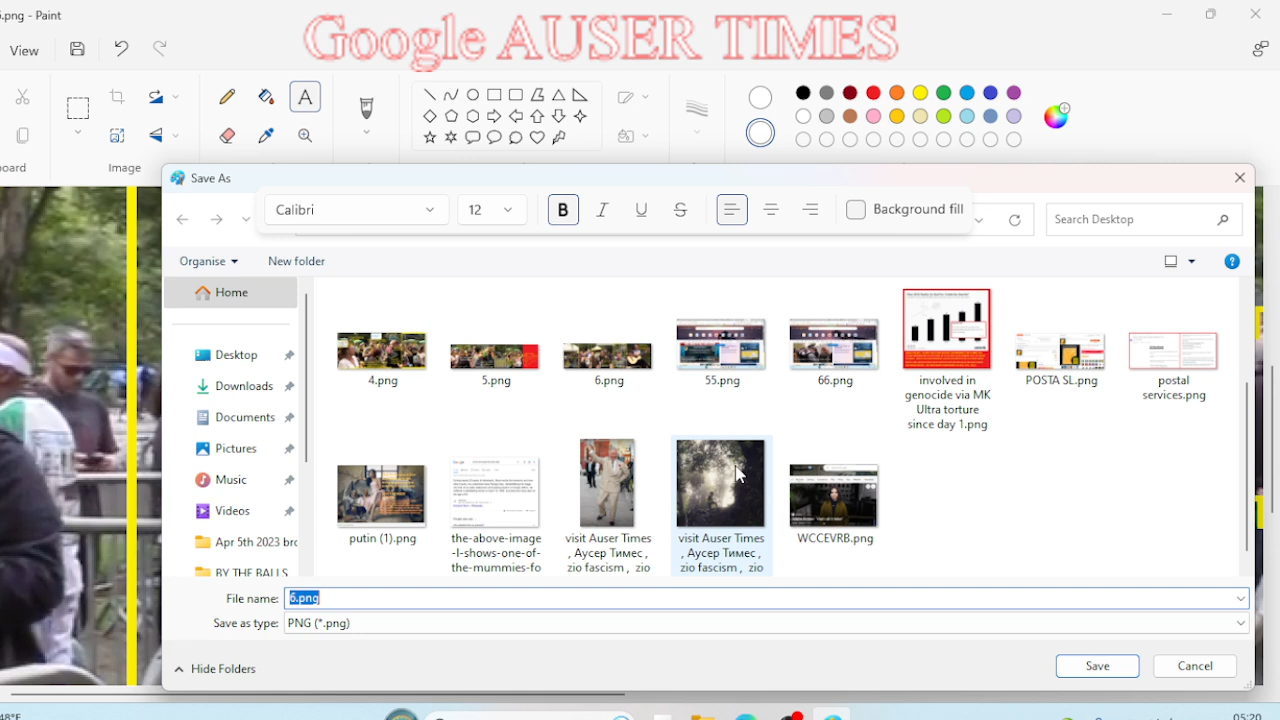 6.png - Paint
Google AUSER TIMES
View
Image
Save As
Calibri
12
B
I
U
S
Background fill
Search Desktop
Organise
New folder
Home
Desktop
Downloads
Documents
Pictures
Music
Videos
Apr 5th 2023 bro
BY THE BALLS
4.png
5.png
6.png
55.png
66.png
involved in
genocide via MK
Ultra torture
since day 1.png
POSTA SL.png
postal
services.png
putin (1).png
the-above-image
-I-shows-one-of-
the-mummies-fo
visit Auser Times
, Аусер Тимес ,
zio fascism , zio
visit Auser Times
, Аусер Тимес ,
zio fascism , zio
WCCEVRB.png
File name: 6.png
Save as type: PNG (*.png)
Hide Folders
Save
Cancel
48°F
05:20